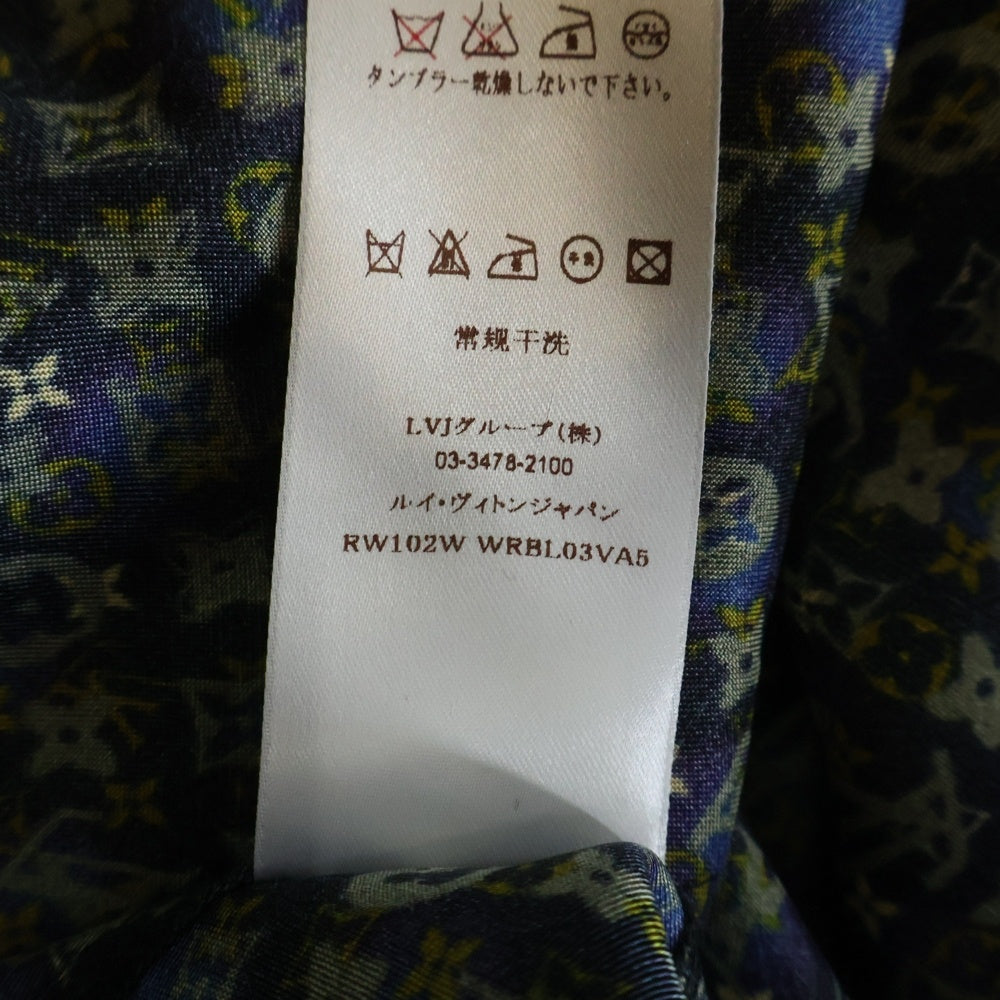 タンブラー乾燥しないで下さい。
常规干洗
LVJグループ(株)
03-3478-2100
ルイ・ヴィトンジャパン
RW102W WRBL03VA5